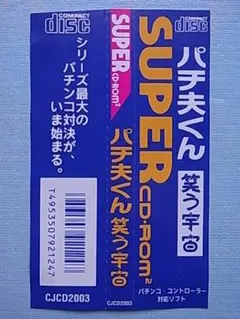 COMPACT
disc
シリーズ最大の
パチンコ対決が、
いま始まる。
T4953507921247
CJCD2003
SUPER
CD-ROM²
パチ夫くん 笑う宇宙
CJCD2003
COMPACT
disc
パチ夫くん 笑う宇宙
SUPER CD・ROM²
パチンコ・コントローラー
対応ソフト